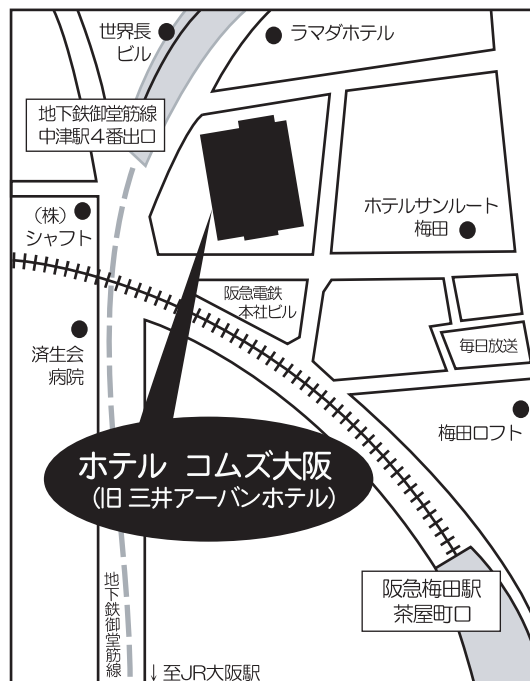 世界長
ビル
ラマダホテル
地下鉄御堂筋線
中津駅4番出口
(株)
シャフト
ホテルサンルート
梅田
阪急電鉄
本社ビル
済生会
病院
毎日放送
梅田ロフト
ホテル コムズ大阪
(旧 三井アーバンホテル)
阪急梅田駅
茶屋町口
地下鉄御堂筋線
↓至JR大阪駅